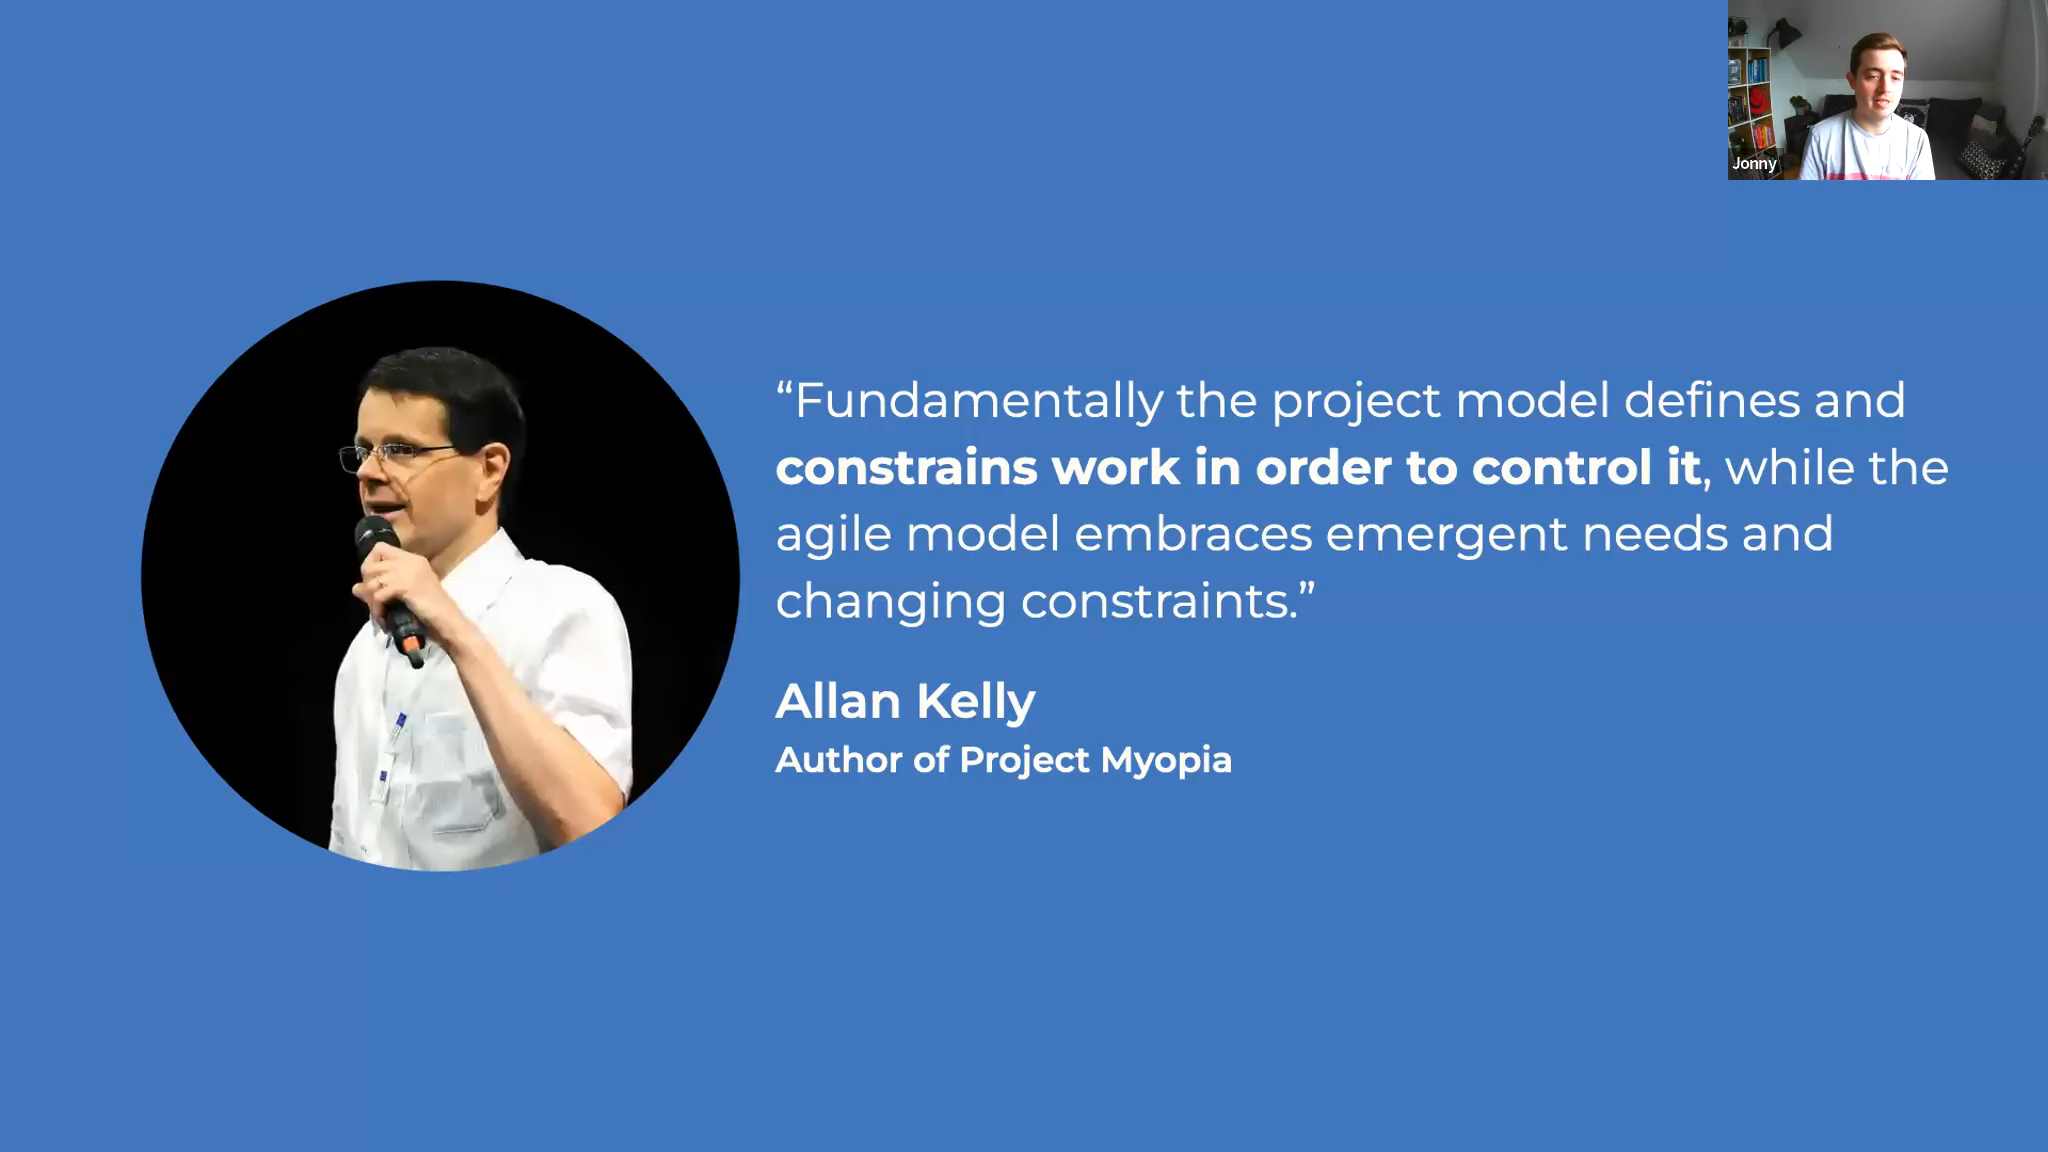 Jonny
“Fundamentally the project model defines and
constrains work in order to control it, while the
agile model embraces emergent needs and
changing constraints.”
Allan Kelly
Author of Project Myopia